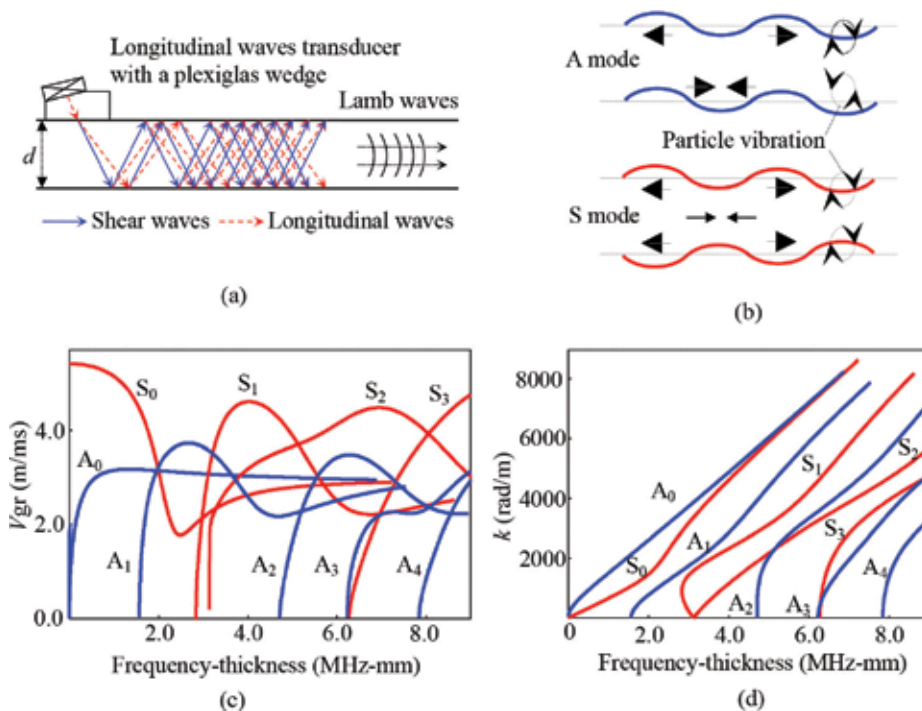 Longitudinal waves transducer
with a plexiglas wedge
Lamb waves
d
Shear waves
Longitudinal waves
(a)
A mode
Particle vibration
S mode
(b)
Vgr (m/ms)
4.0
2.0
0.0
S0
S1
S2
S3
A0
A1
A2
A3
A4
2.0
4.0
6.0
8.0
Frequency-thickness (MHz-mm)
(c)
k (rad/m)
8000
6000
4000
2000
0
A0
S0
A1
S1
S2
S3
A2
A3
A4
2.0
4.0
6.0
8.0
Frequency-thickness (MHz-mm)
(d)